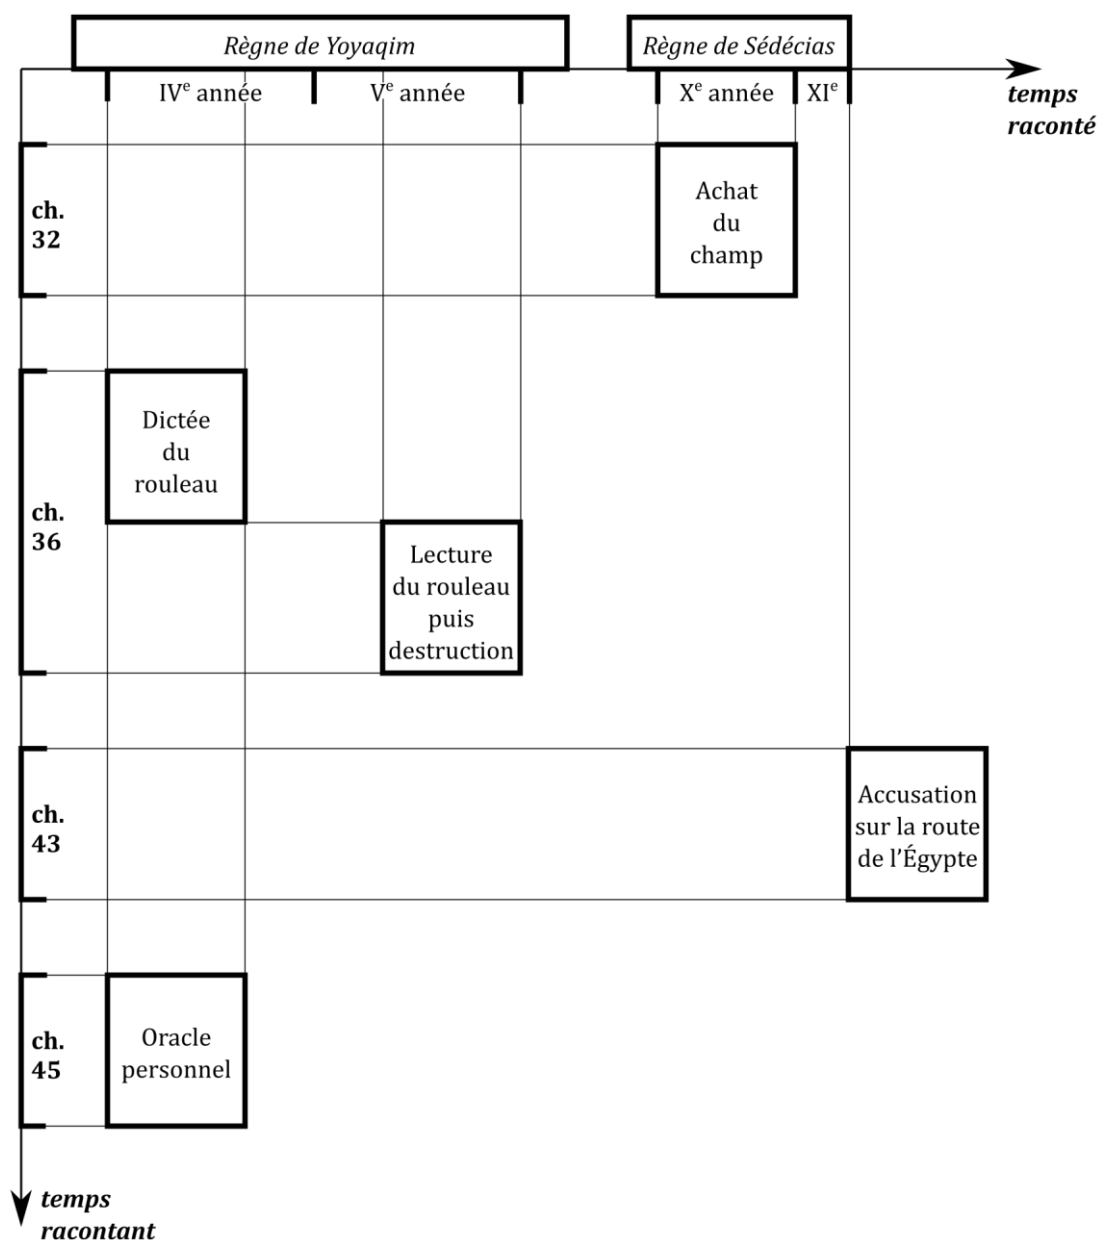 Règne de Yoyaqim
Règne de Sédécias
IVᵉ année
Vᵉ année
Xᵉ année
XIᵉ
temps
raconté
ch.
32
Achat
du
champ
ch.
36
Dictée
du
rouleau
Lecture
du rouleau
puis
destruction
ch.
43
Accusation
sur la route
de l’Égypte
ch.
45
Oracle
personnel
temps
racontant